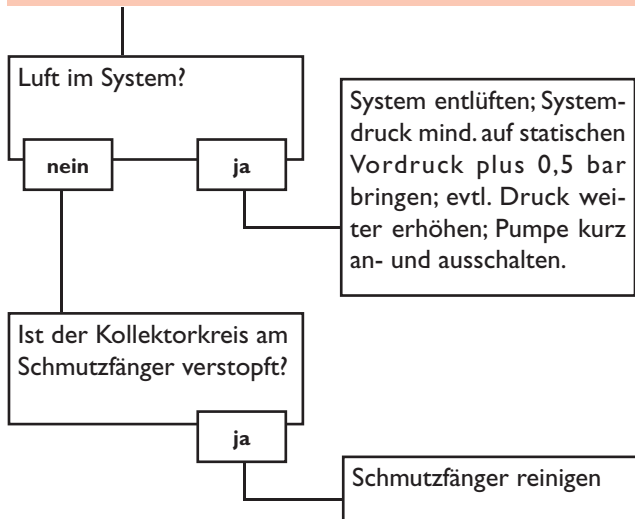 Luft im System?
nein
ja
System entlüften; System-
druck mind. auf statischen
Vordruck plus 0,5 bar
bringen; evtl. Druck wei-
ter erhöhen; Pumpe kurz
an- und ausschalten.
Ist der Kollektorkreis am
Schmutzfänger verstopft?
ja
Schmutzfänger reinigen